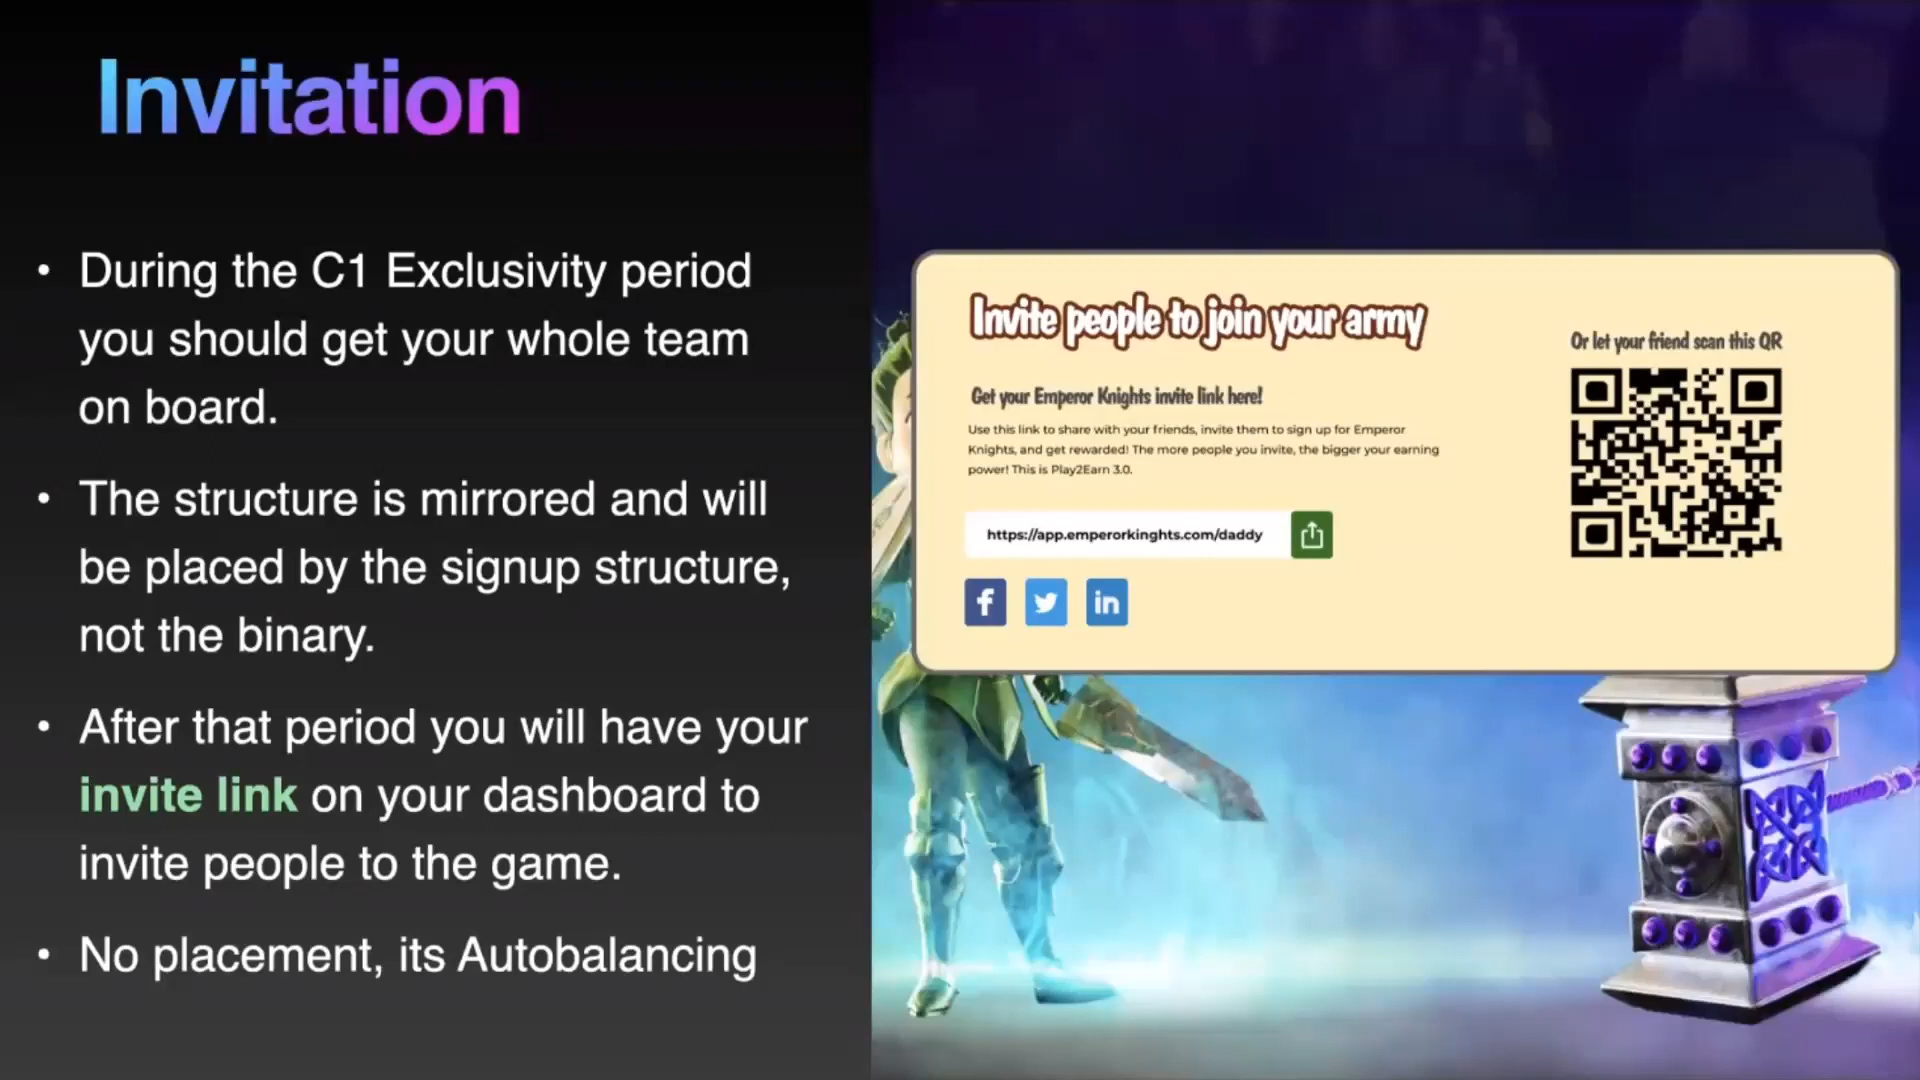 Invitation
• During the C1 Exclusivity period
you should get your whole team
on board.
• The structure is mirrored and will
be placed by the signup structure,
not the binary.
• After that period you will have your
invite link on your dashboard to
invite people to the game.
• No placement, its Autobalancing
Invite people to join your army
Get your Emperor Knights invite link here!
Use this link to share with your friends, invite them to sign up for Emperor
Knights, and get rewarded! The more people you invite, the bigger your earning
power! This is Play2Earn 3.0.
https://app.emperorkinghts.com/daddy
f
in
Or let your friend scan this QR